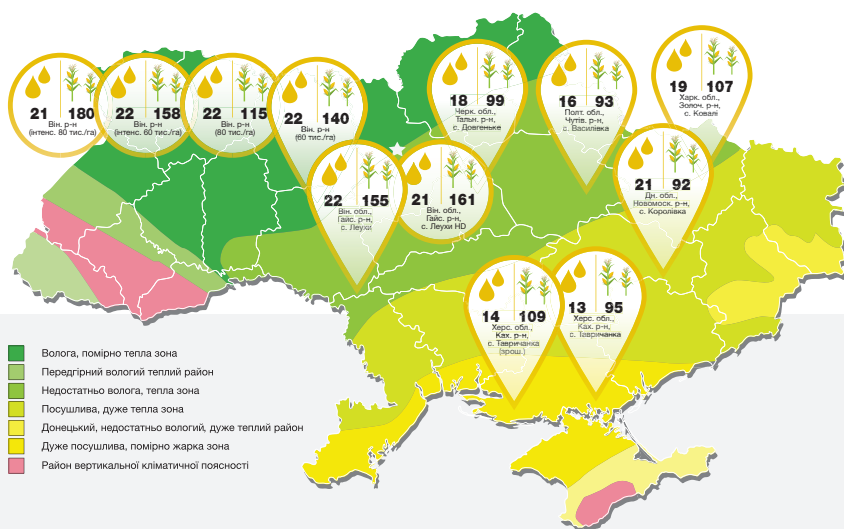 21 180
Він. р-н
(інтенс. 80 тис./га)
22 158
Він. р-н
(інтенс. 60 тис./га)
22 115
Він. р-н
(80 тис./га)
22 140
Він. р-н
(60 тис./га)
18 99
Черк. обл.,
Тальн. р-н,
с. Довгеньке
16 93
Полт. обл.,
Чутів. р-н,
с. Василівка
19 107
Харк. обл.,
Золоч. р-н,
с. Ковалі
22 155
Він. обл.,
Гайс. р-н,
с. Леухи
21 161
Він. обл.,
Гайс. р-н,
с. Леухи HD
21 92
Дн. обл.,
Новомоск. р-н,
с. Королівка
14 109
Херс. обл.,
Ках. р-н,
с. Тавричанка
(зрош.)
13 95
Херс. обл.,
Ках. р-н,
с. Тавричанка
Волога, помірно тепла зона
Передгірний вологий теплий район
Недостатньо волога, тепла зона
Посушлива, дуже тепла зона
Донецький, недостатньо вологий, дуже теплий район
Дуже посушлива, помірно жарка зона
Район вертикальної кліматичної поясності